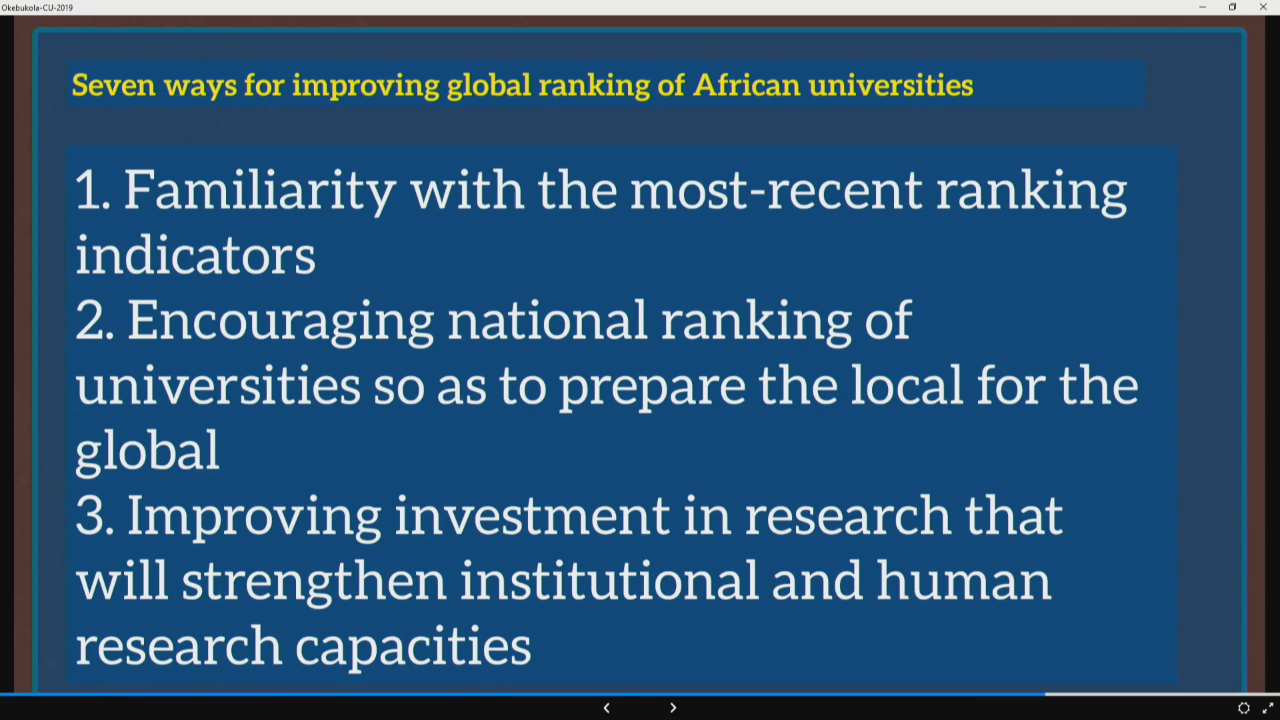 Okebukola-CU-2019
Seven ways for improving global ranking of African universities
1. Familiarity with the most-recent ranking
indicators
2. Encouraging national ranking of
universities so as to prepare the local for the
global
3. Improving investment in research that
will strengthen institutional and human
research capacities